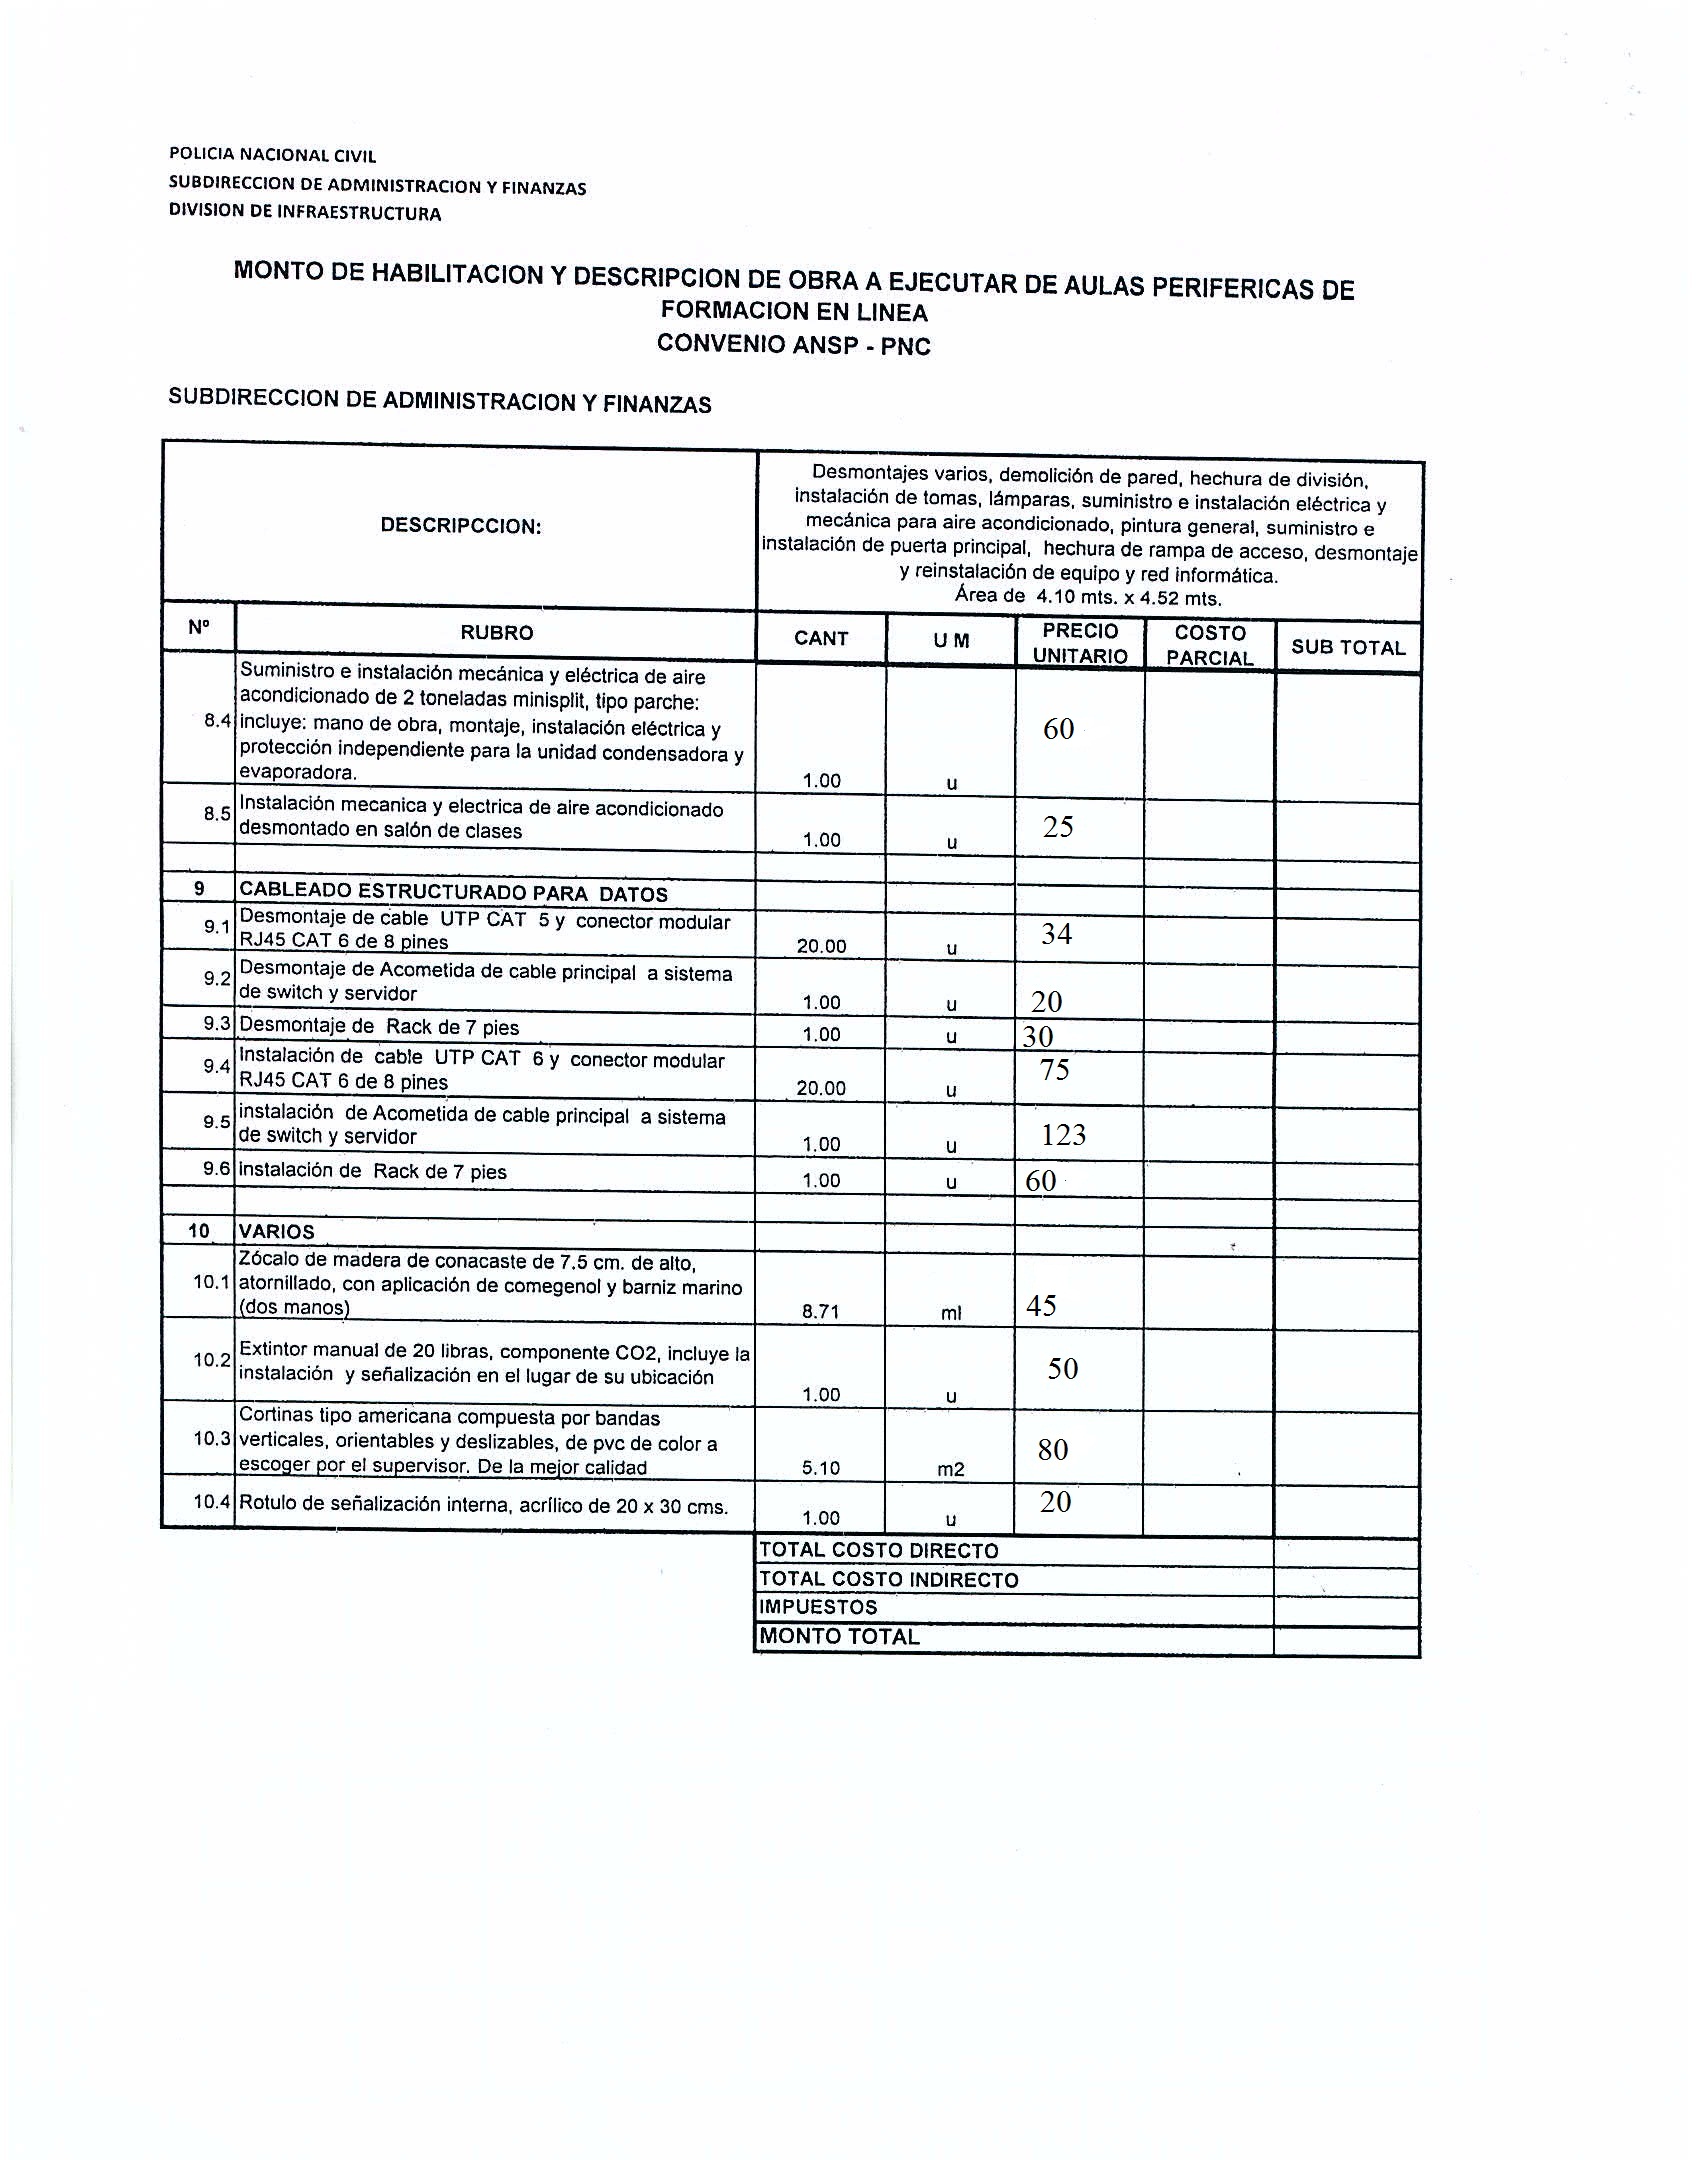 POLICIA NACIONAL CIVIL
SUBDIRECCION DE ADMINISTRACION Y FINANZAS
DIVISION DE INFRAESTRUCTURA
MONTO DE HABILITACION Y DESCRIPCION DE OBRA A EJECUTAR DE AULAS PERIFERICAS DE
FORMACION EN LINEA
CONVENIO ANSP - PNC
SUBDIRECCION DE ADMINISTRACION Y FINANZAS
DESCRIPCCION:
Desmontajes varios, demolición de pared, hechura de división,
instalación de tomas, lámparas, suministro e instalación eléctrica y
mecánica para aire acondicionado, pintura general, suministro e
instalación de puerta principal, hechura de rampa de acceso, desmontaje
y reinstalación de equipo y red informática.
Área de 4.10 mts. x 4.52 mts.
Nº RUBRO CANT U M PRECIO UNITARIO COSTO PARCIAL SUB TOTAL
Suministro e instalación mecánica y eléctrica de aire
acondicionado de 2 toneladas minisplit, tipo parche:
8.4 incluye: mano de obra, montaje, instalación eléctrica y 60
protección independiente para la unidad condensadora y
evaporadora. 1.00 u
8.5 Instalación mecanica y electrica de aire acondicionado 25
desmontado en salón de clases 1.00 u
9 CABLEADO ESTRUCTURADO PARA DATOS
9.1 Desmontaje de cable UTP CAT 5 y conector modular 34
RJ45 CAT 6 de 8 pines 20.00 u
9.2 Desmontaje de Acometida de cable principal a sistema
de switch y servidor 1.00 u 20
9.3 Desmontaje de Rack de 7 pies 1.00 u 30
9.4 Instalación de cable UTP CAT 6 y conector modular 75
RJ45 CAT 6 de 8 pines 20.00 u
9.5 instalación de Acometida de cable principal a sistema
de switch y servidor 1.00 u 123
9.6 instalación de Rack de 7 pies 1.00 u 60
10 VARIOS
Zócalo de madera de conacaste de 7.5 cm. de alto,
10.1 atornillado, con aplicación de comegenol y barniz marino
(dos manos) 8.71 ml 45
10.2 Extintor manual de 20 libras, componente CO2, incluye la
instalación y señalización en el lugar de su ubicación 1.00 u 50
Cortinas tipo americana compuesta por bandas
10.3 verticales, orientables y deslizables, de pvc de color a 80
escoger por el supervisor. De la mejor calidad 5.10 m2
10.4 Rotulo de señalización interna, acrílico de 20 x 30 cms. 1.00 u 20
TOTAL COSTO DIRECTO
TOTAL COSTO INDIRECTO
IMPUESTOS
MONTO TOTAL